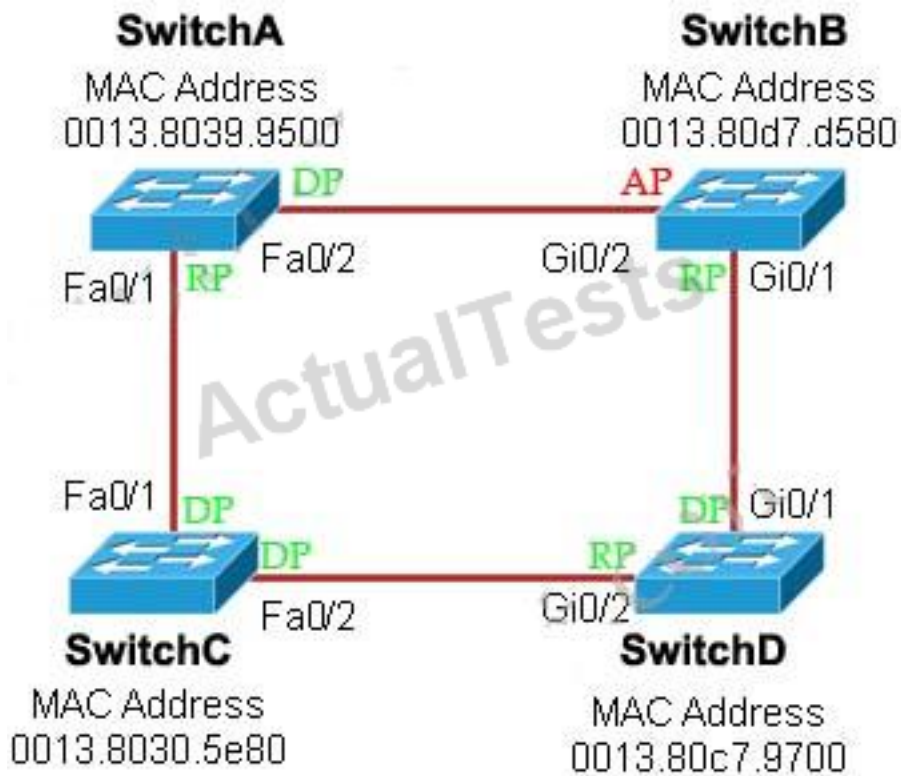 SwitchA
MAC Address
0013.8039.9500
SwitchB
MAC Address
0013.80d7.d580
DP
AP
Fa0/2
Gi0/2
Fa0/1
RP
RP
Gi0/1
ActualTests
Fa0/1
DP
DP
Gi0/1
DP
RP
Fa0/2
Gi0/2
SwitchC
MAC Address
0013.8030.5e80
SwitchD
MAC Address
0013.80c7.9700